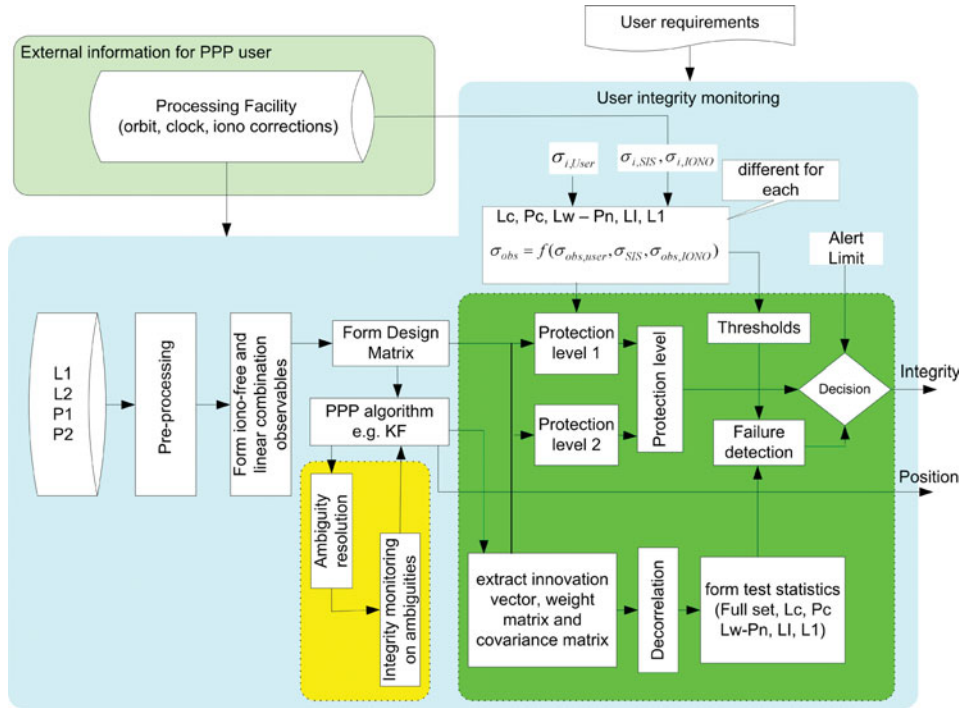 User requirements
External information for PPP user
Processing Facility
(orbit, clock, iono corrections)
User integrity monitoring
σi,User
σi,SIS, σi,IONO
different for
each
Lc, Pc, Lw – Pn, LI, L1
σobs = f(σobs,user, σSIS, σobs,IONO)
Alert
Limit
L1
L2
P1
P2
Pre-processing
Form iono-free and
linear combination
observables
Form Design
Matrix
PPP algorithm
e.g. KF
Ambiguity
resolution
Integrity monitoring
on ambiguities
Protection
level 1
Protection
level 2
Protection level
Thresholds
Failure
detection
Decision
Integrity
Position
extract innovation
vector, weight
matrix and
covariance matrix
Decorrelation
form test statistics
(Full set, Lc, Pc
Lw-Pn, LI, L1)